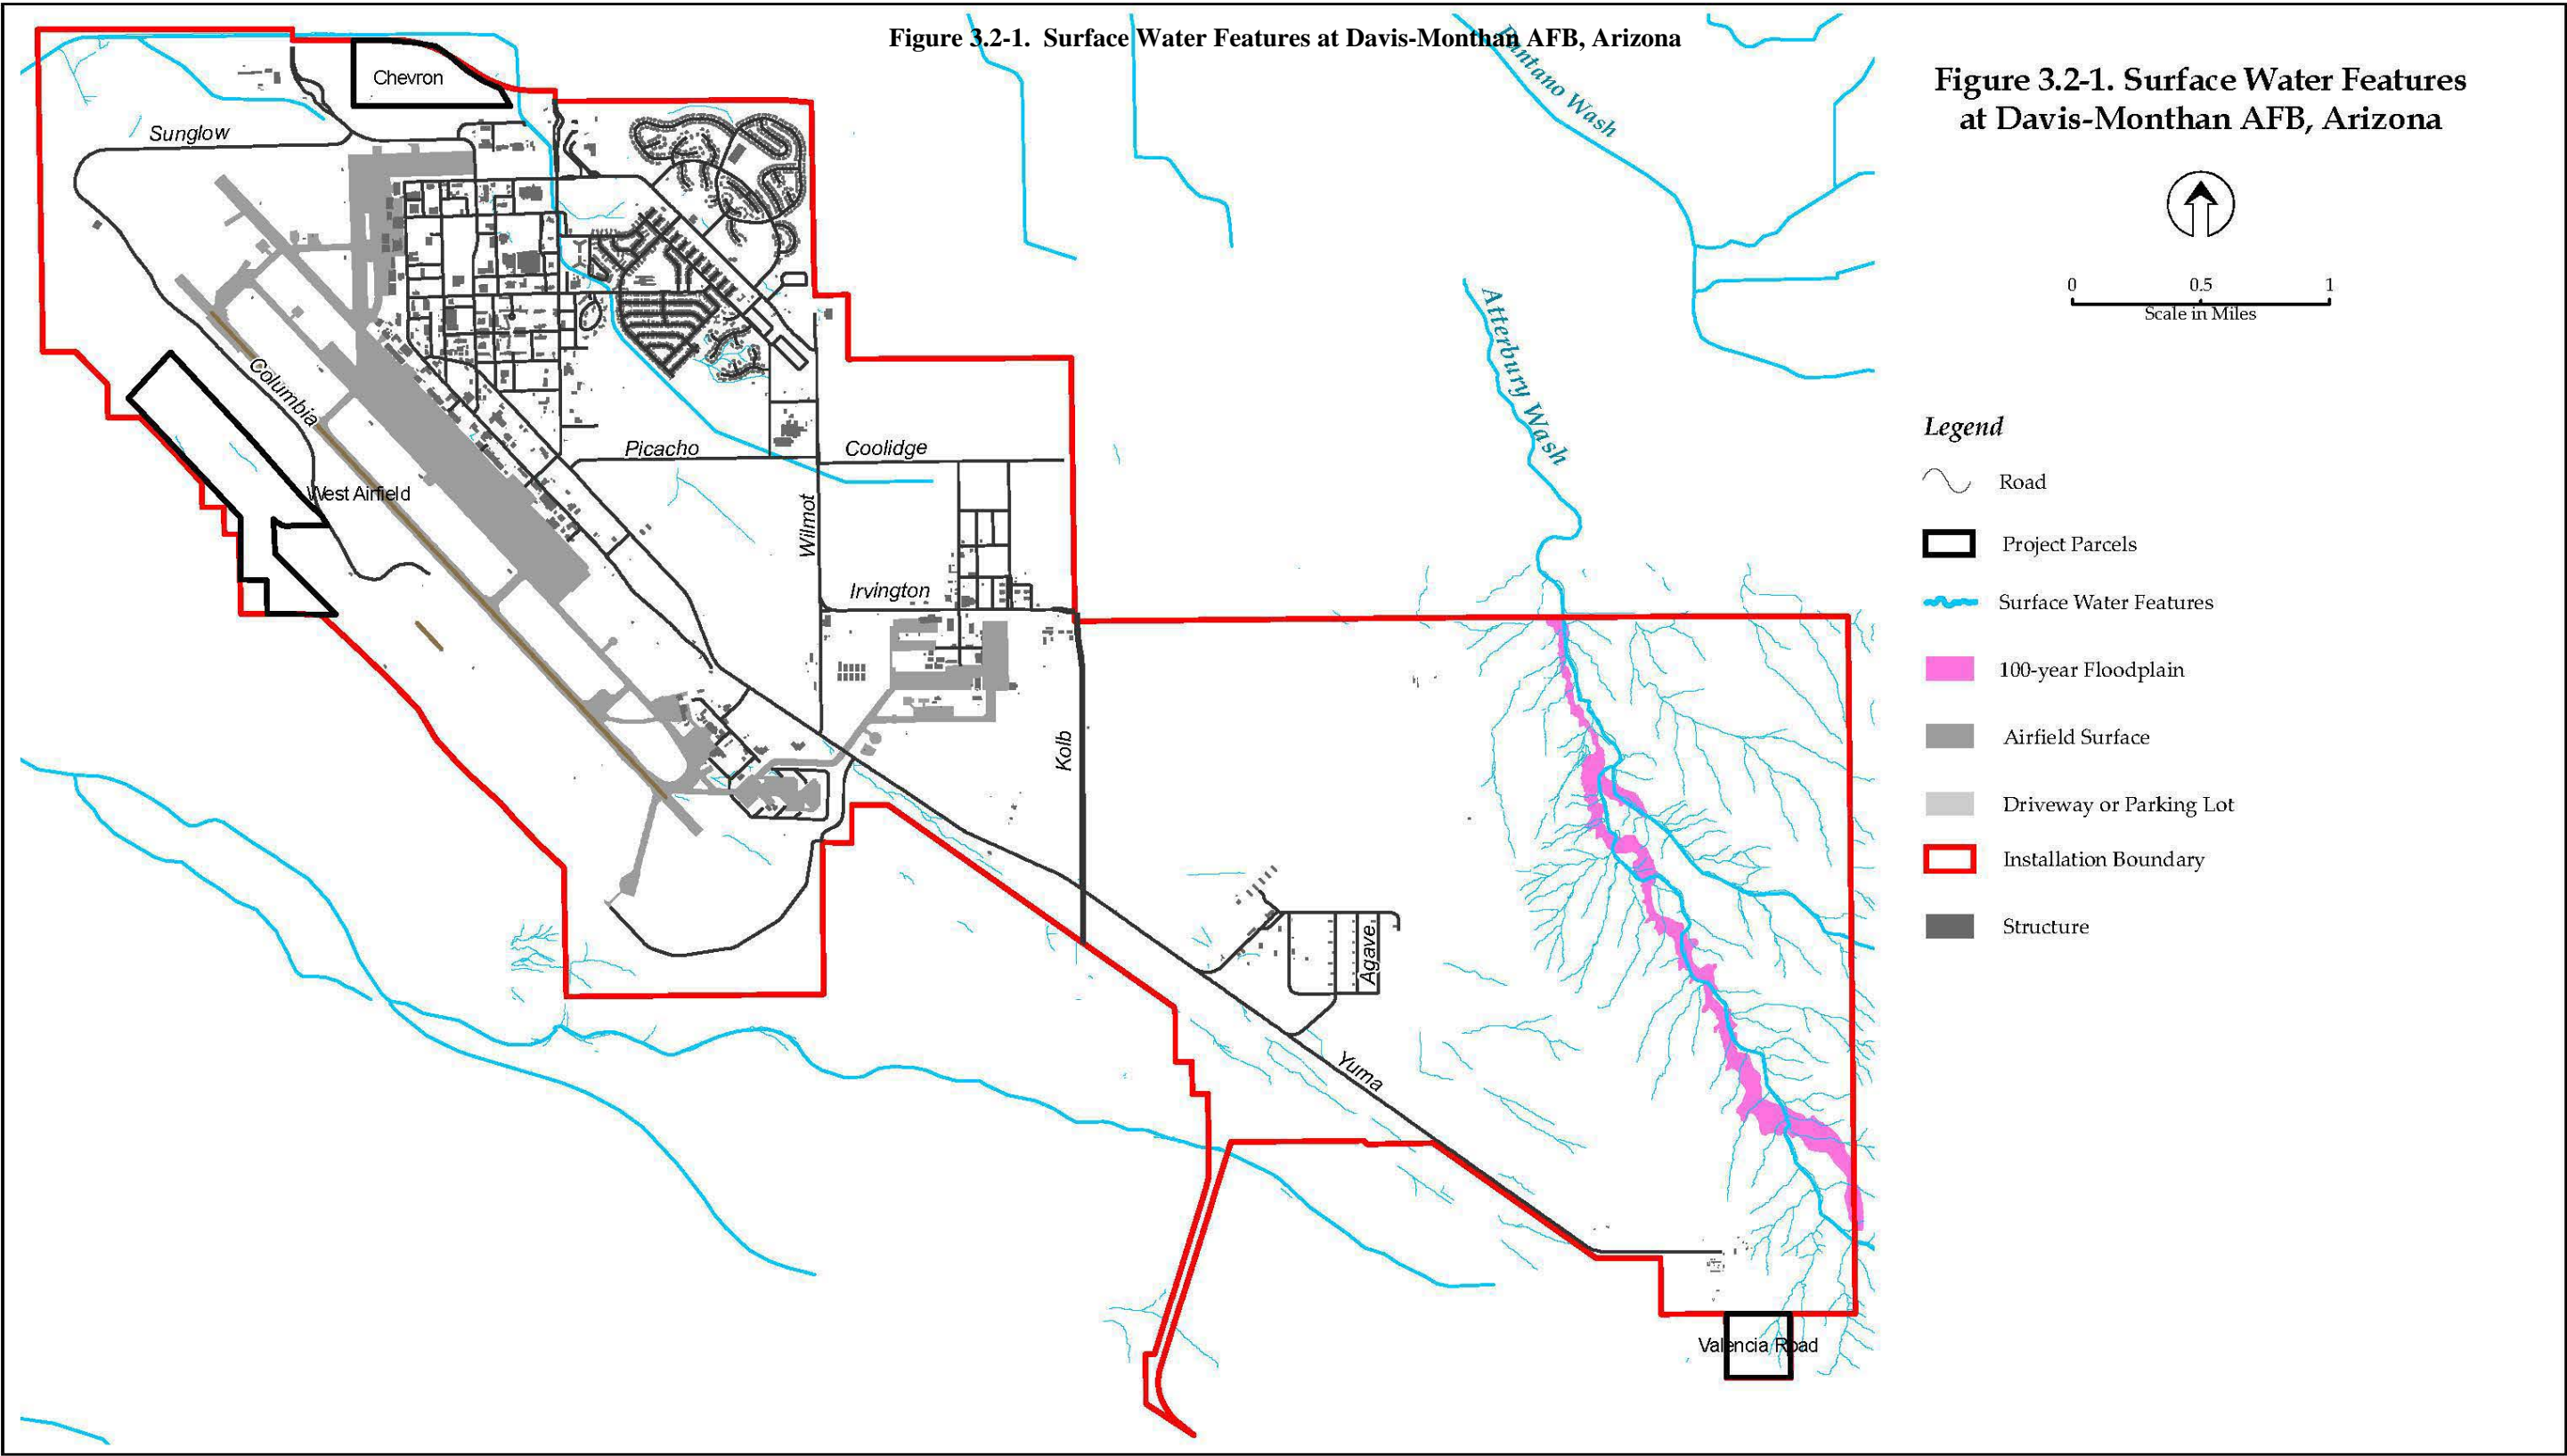 Figure 3.2-1. Surface Water Features at Davis-Monthan AFB, Arizona
Figure 3.2-1. Surface Water Features
at Davis-Monthan AFB, Arizona
0 0.5 1
Scale in Miles
Legend
Road
Project Parcels
Surface Water Features
100-year Floodplain
Airfield Surface
Driveway or Parking Lot
Installation Boundary
Structure
Pantano Wash
Chevron
Sunglow
Atterbury Wash
Columbia
Picacho
Coolidge
West Airfield
Wilmot
Irvington
Kolb
Agave
Yuma
Valencia Road